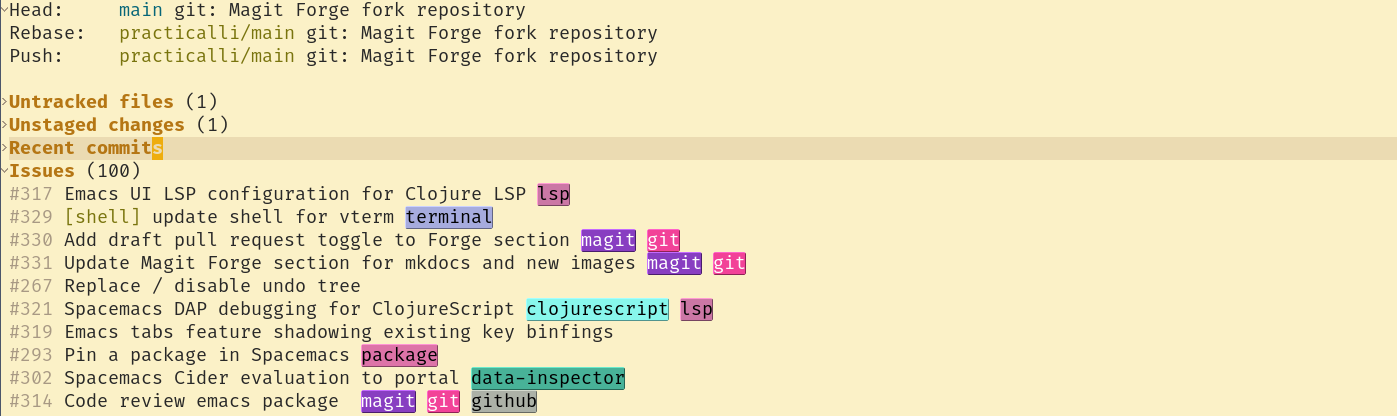 Head:     main git: Magit Forge fork repository
Rebase:   practicalli/main git: Magit Forge fork repository
Push:     practicalli/main git: Magit Forge fork repository
Untracked files (1)
Unstaged changes (1)
Recent commits
Issues (100)
#317 Emacs UI LSP configuration for Clojure LSP lsp
#329 [shell] update shell for vterm terminal
#330 Add draft pull request toggle to Forge section magit git
#331 Update Magit Forge section for mkdocs and new images magit git
#267 Replace / disable undo tree
#321 Spacemacs DAP debugging for ClojureScript clojurescript lsp
#319 Emacs tabs feature shadowing existing key binfings
#293 Pin a package in Spacemacs package
#302 Spacemacs Cider evaluation to portal data-inspector
#314 Code review emacs package  magit git github